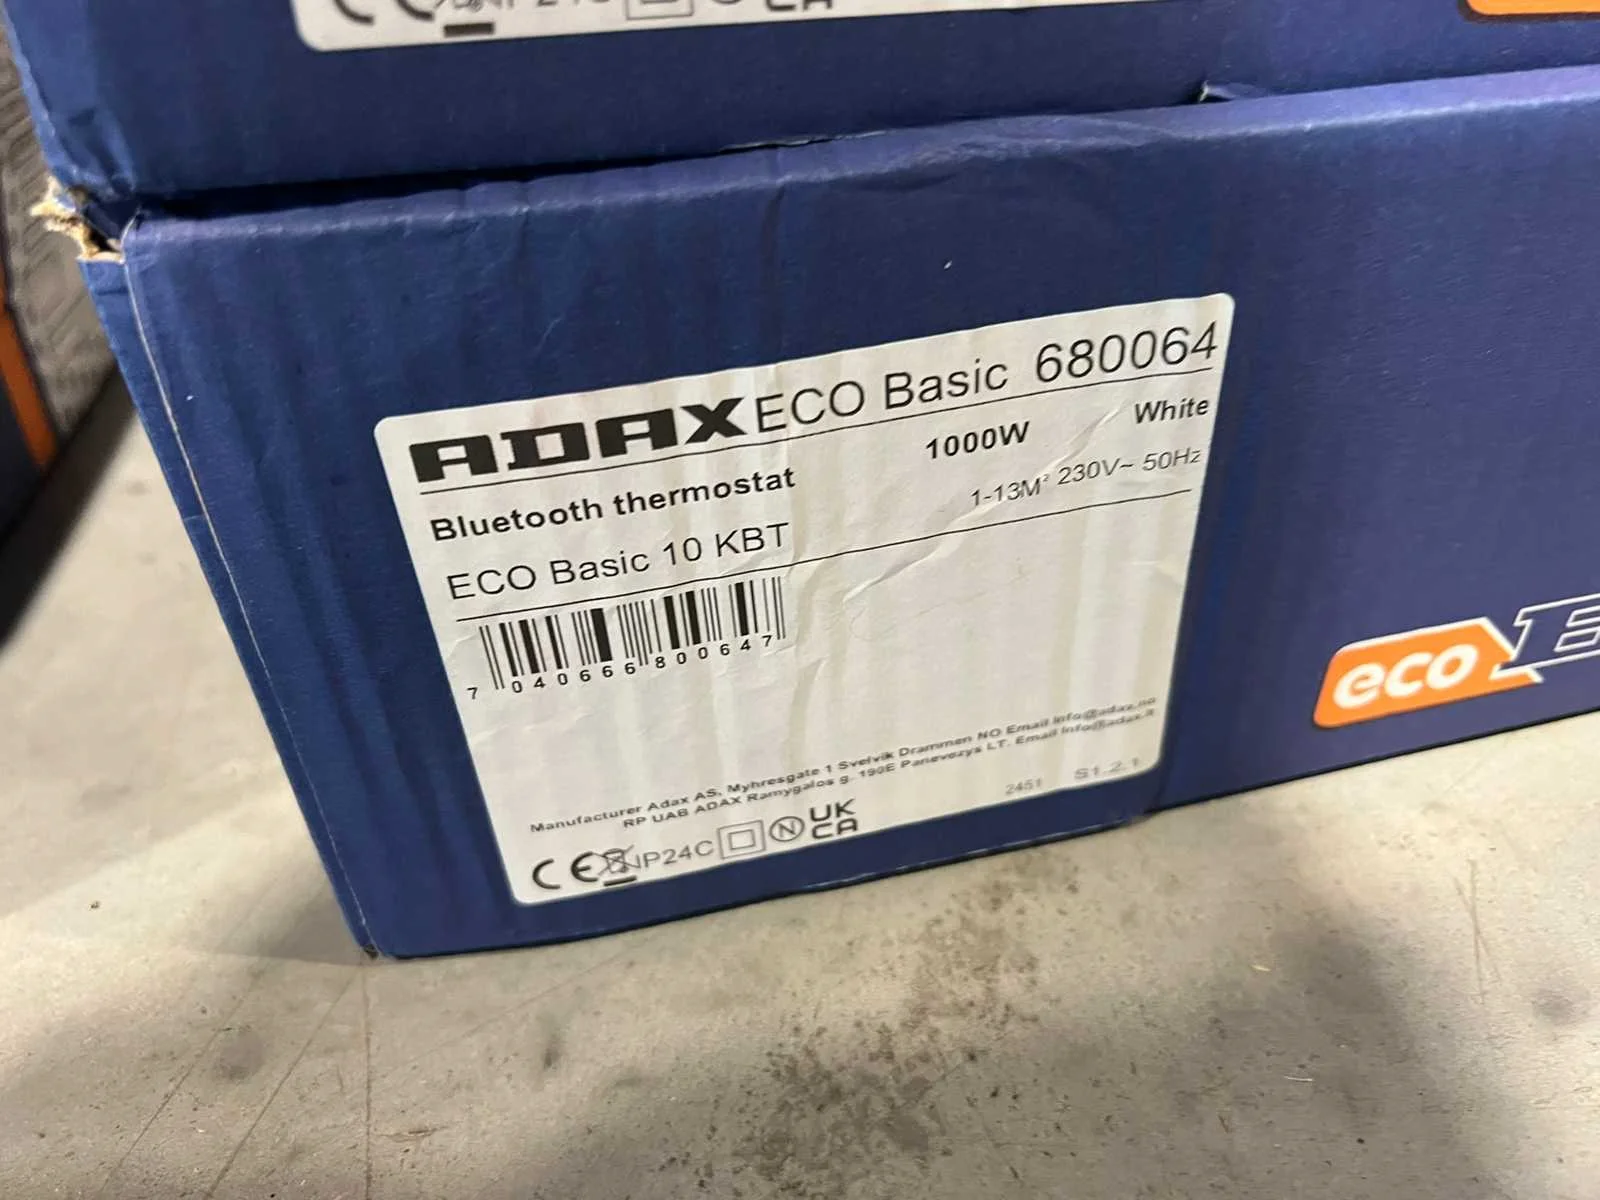 ADAX ECO Basic 680064
Bluetooth thermostat 1000W White
ECO Basic 10 KBT 1-13M² 230V~ 50Hz
7 040666 800647
Manufacturer Adax AS, Myhresgate 1 Svelvik Drammen NO Email Info@adax.no
RP UAB ADAX Ramygalos g. 190E Panevezys LT. Email Info@adax.lt
2451 S1.2.1
CE IP24C N UK CA
eco